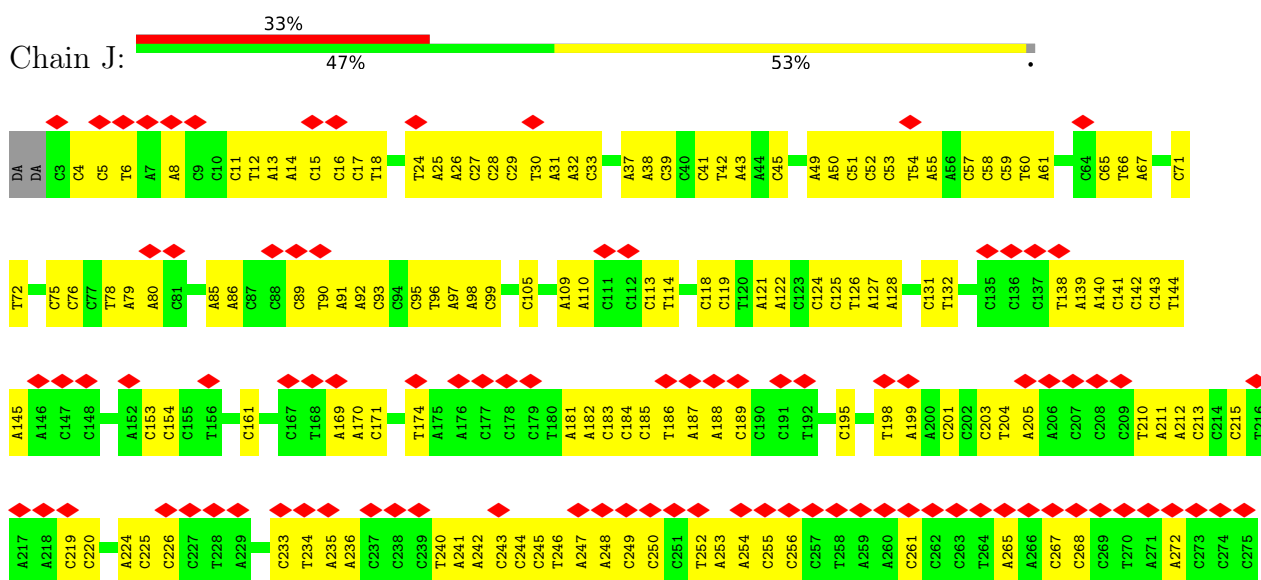 33%
Chain J:
47% 53% •
DA DA C3 C4 C5 T6 A7 A8 C9 C10 C11 T12 A13 A14 C15 C16 C17 T18 T24 A25 A26 C27 C28 C29 T30 A31 A32 C33 A37 A38 C39 C40 C41 T42 A43 A44 C45 A49 A50 C51 C52 C53 T54 A55 A56 C57 C58 C59 T60 A61 C64 C65 T66 A67 C71
T72 C75 C76 C77 T78 A79 A80 C81 A85 A86 C87 C88 C89 T90 A91 A92 C93 C94 C95 T96 A97 A98 C99 C105 A109 A110 C111 C112 C113 T114 C118 C119 T120 A121 A122 C123 C124 C125 T126 A127 A128 C131 T132 C135 C136 C137 T138 A139 A140 C141 C142 C143 T144
A145 A146 C147 C148 A152 C153 C154 C155 T156 C161 C167 T168 A169 A170 C171 T174 A175 A176 C177 C178 C179 T180 A181 A182 C183 C184 C185 T186 A187 A188 C189 C190 C191 T192 C195 T198 A199 A200 C201 C202 C203 T204 A205 A206 C207 C208 C209 T210 A211 A212 C213 C214 C215 T216
A217 A218 C219 C220 A224 C225 C226 C227 T228 A229 C233 T234 A235 A236 C237 C238 C239 T240 A241 A242 C243 C244 C245 T246 A247 A248 C249 C250 C251 T252 A253 A254 C255 C256 C257 T258 A259 A260 C261 C262 C263 T264 A265 A266 C267 C268 C269 T270 A271 A272 C273 C274 C275